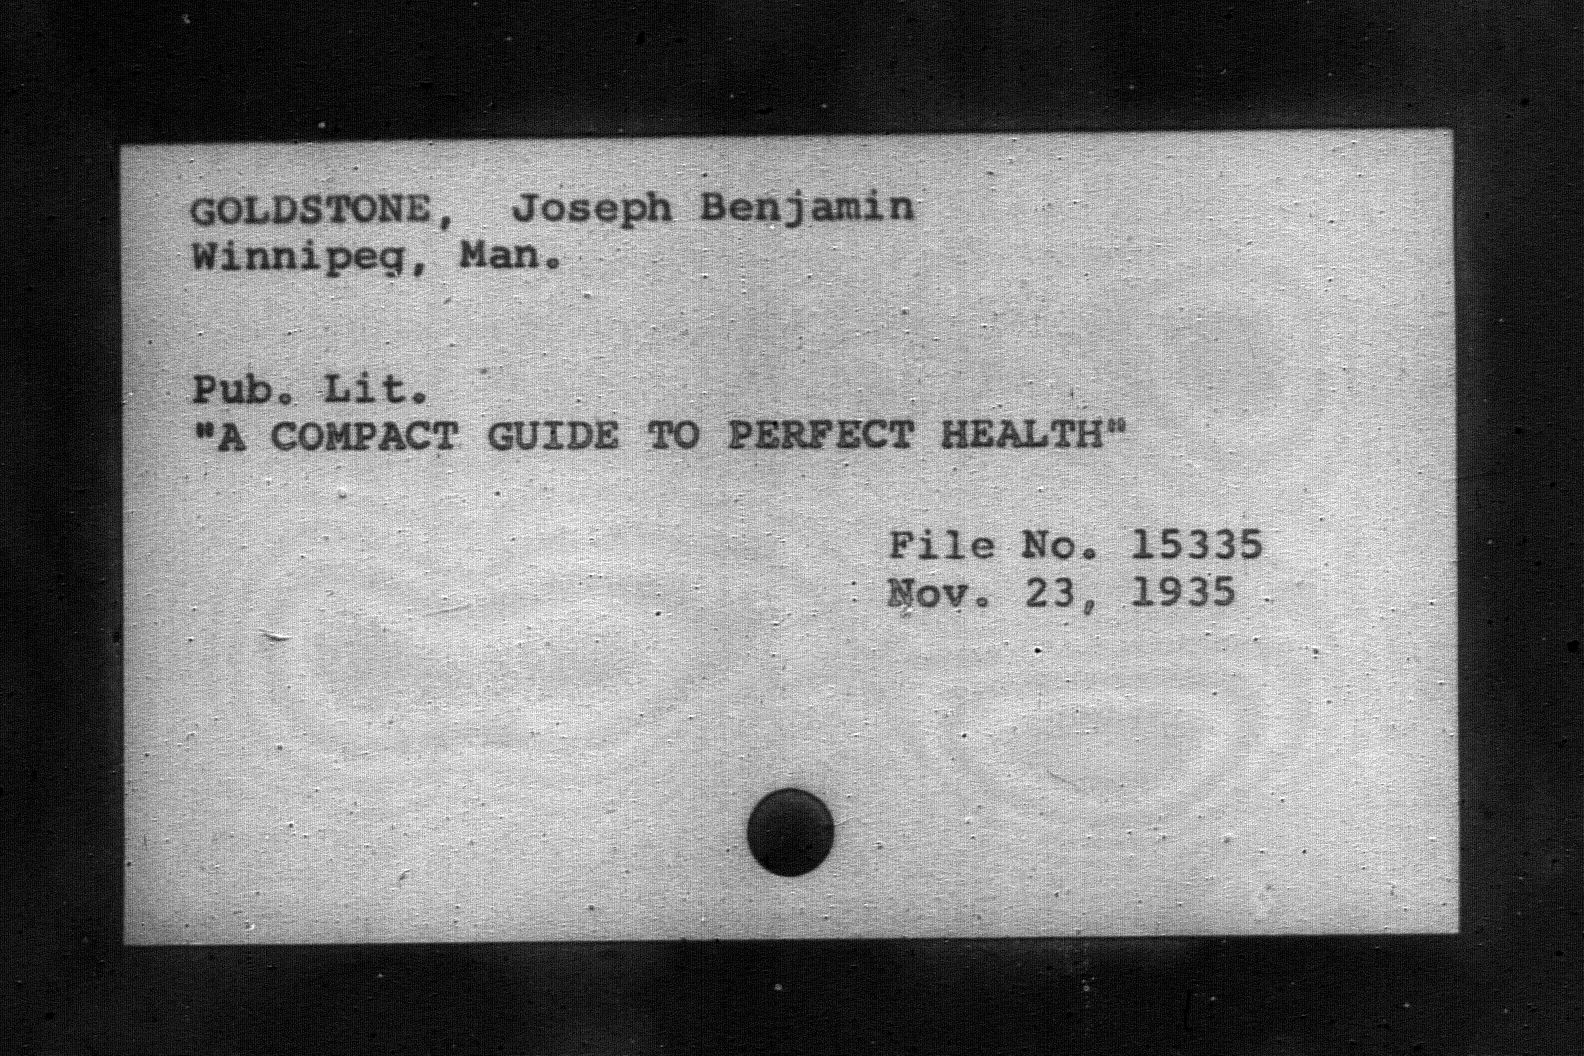 GOLDSTONE, Joseph Benjamin
Winnipeg, Man.
Pub. Lit.
"A COMPACT GUIDE TO PERFECT HEALTH"
File No. 15335
Nov. 23, 1935